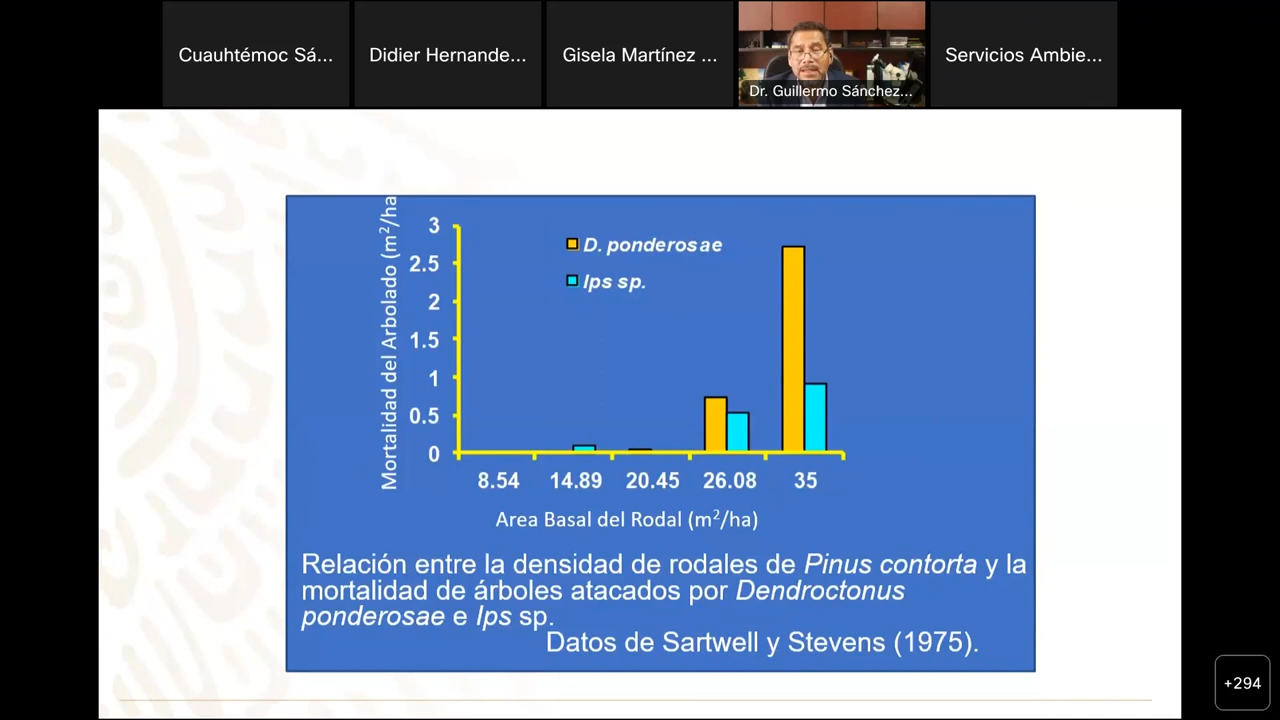 Cuauhtémoc Sá...
Didier Hernande...
Gisela Martínez ...
Dr. Guillermo Sánchez...
Servicios Ambie...
Mortalidad del Arbolado (m²/ha
3
2.5
2
1.5
1
0.5
0
D. ponderosae
Ips sp.
8.54 14.89 20.45 26.08 35
Area Basal del Rodal (m²/ha)
Relación entre la densidad de rodales de Pinus contorta y la
mortalidad de árboles atacados por Dendroctonus
ponderosae e Ips sp.
Datos de Sartwell y Stevens (1975).
+294